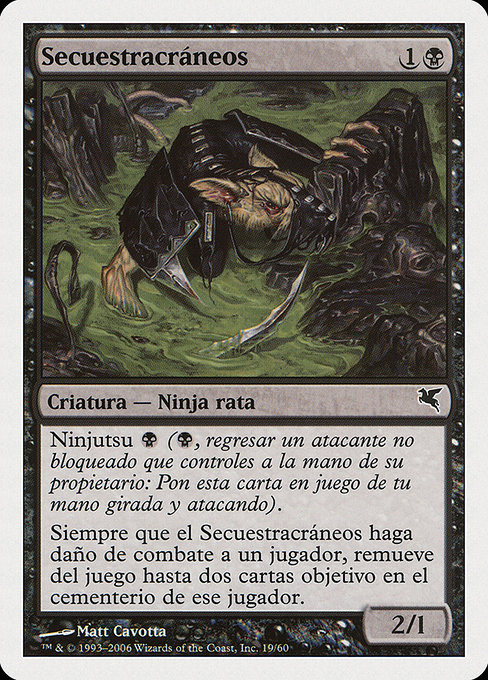 Secuestracráneos 1
Criatura — Ninja rata
Ninjutsu (, regresar un atacante no
bloqueado que controles a la mano de su
propietario: Pon esta carta en juego de tu
mano girada y atacando).
Siempre que el Secuestracráneos haga
daño de combate a un jugador, remueve
del juego hasta dos cartas objetivo en el
cementerio de ese jugador.
Matt Cavotta
2/1
™ & © 1993–2006 Wizards of the Coast, Inc. 19/60